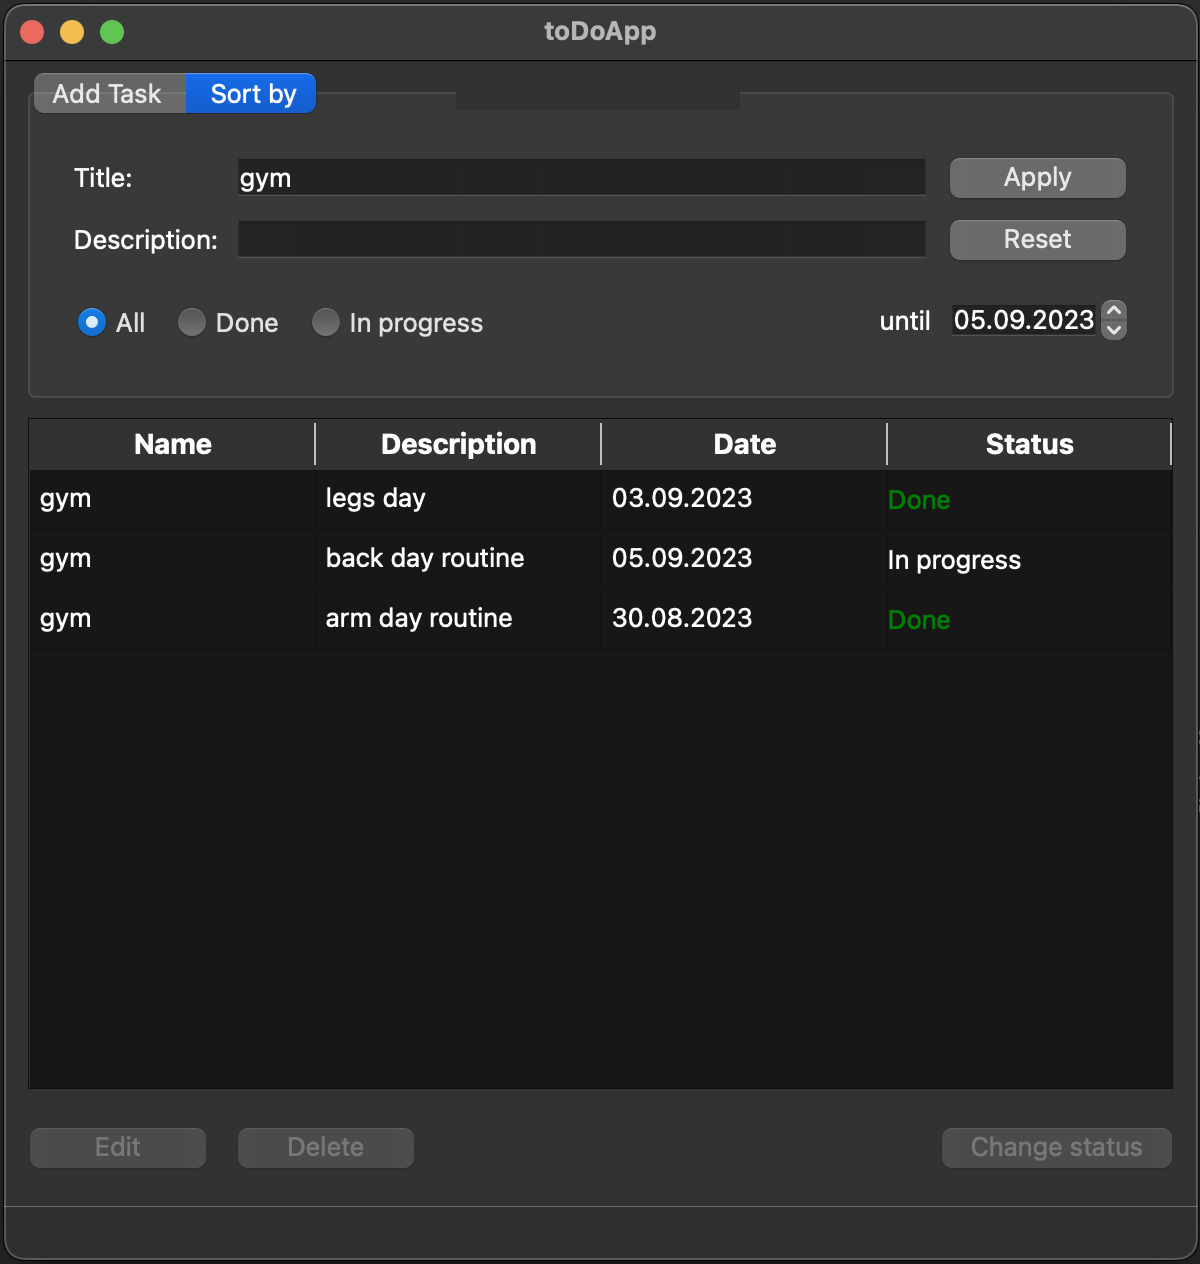 toDoApp
Add Task Sort by
Title: gym Apply
Description: Reset
All Done In progress until 05.09.2023
Name Description Date Status
gym legs day 03.09.2023 Done
gym back day routine 05.09.2023 In progress
gym arm day routine 30.08.2023 Done
Edit Delete Change status